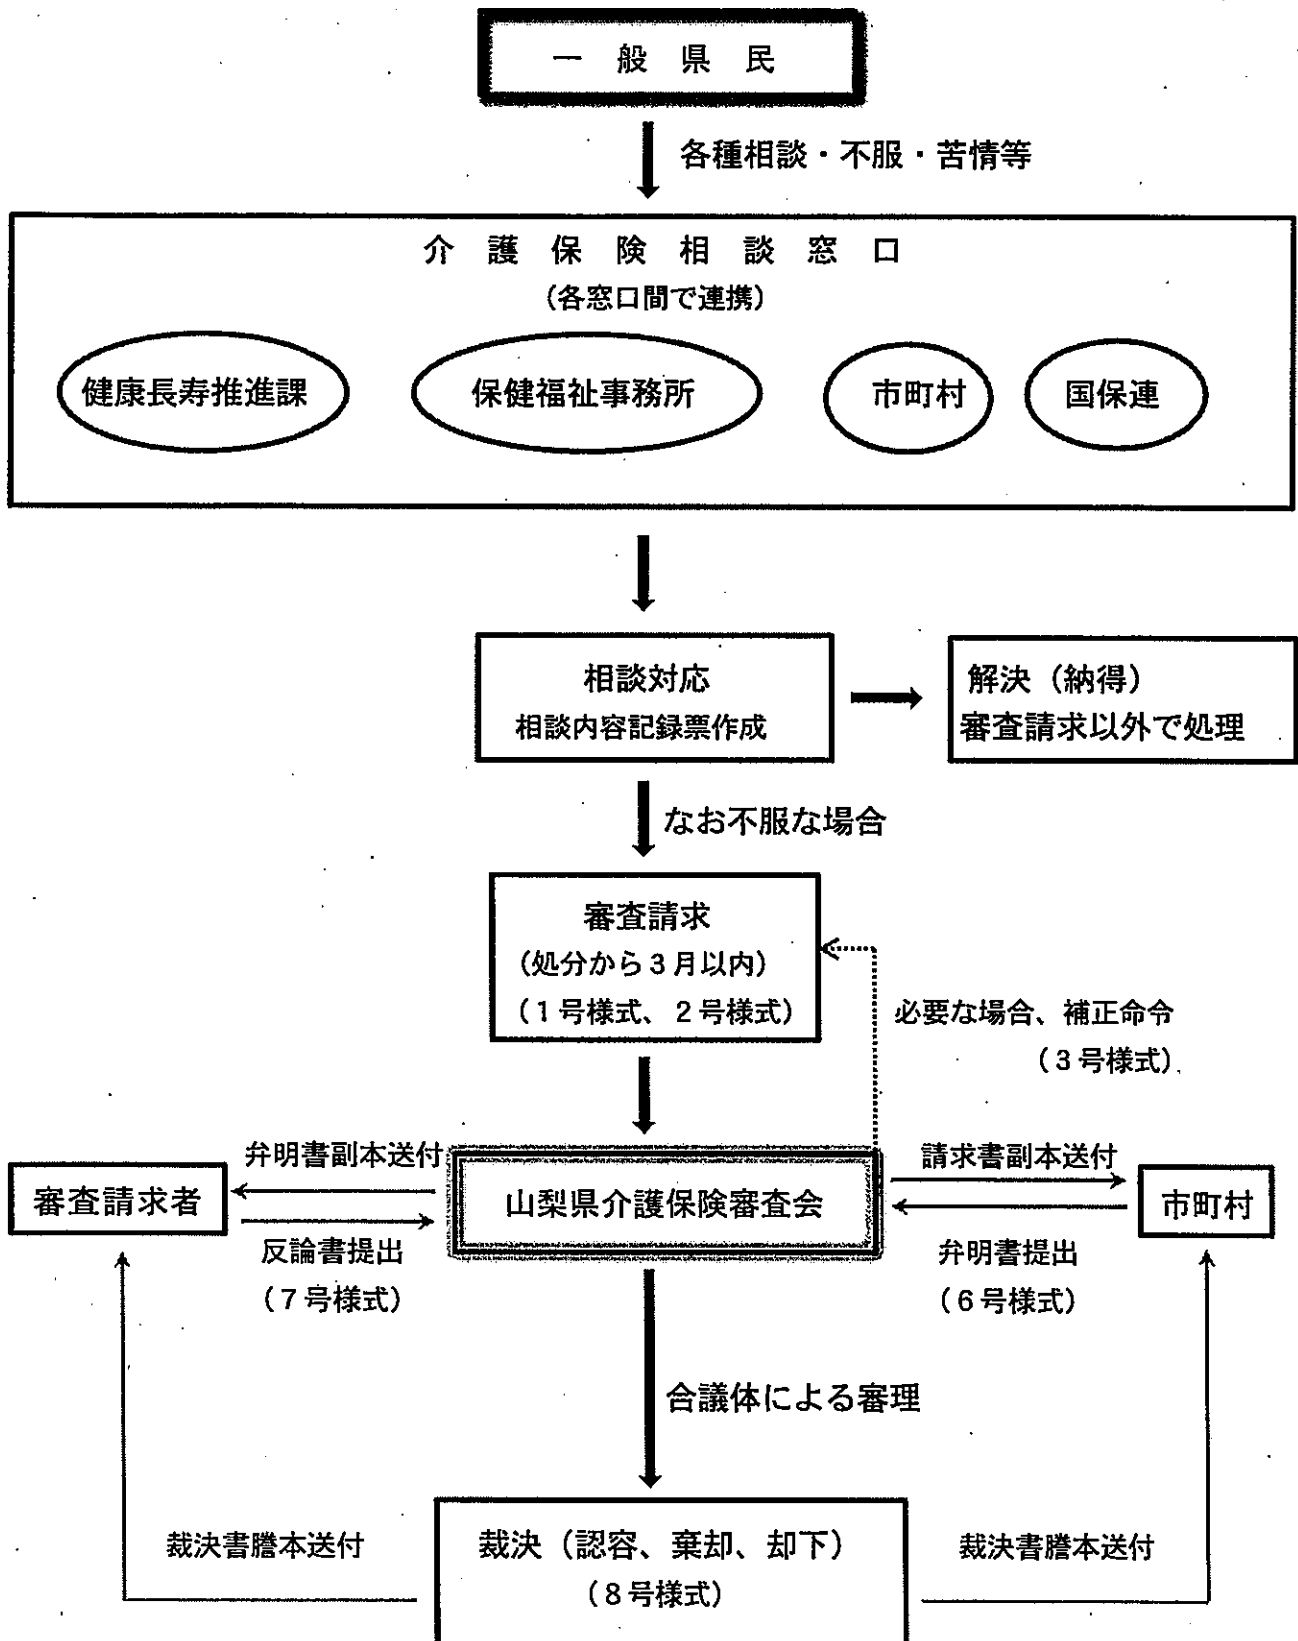 一般県民
各種相談・不服・苦情等
介護保険相談窓口
(各窓口間で連携)
健康長寿推進課
保健福祉事務所
市町村
国保連
相談対応
相談内容記録票作成
解決（納得）
審査請求以外で処理
なお不服な場合
審査請求
(処分から3月以内)
(1号様式、2号様式)
必要な場合、補正命令
(3号様式)
弁明書副本送付
請求書副本送付
審査請求者
山梨県介護保険審査会
市町村
反論書提出
(7号様式)
弁明書提出
(6号様式)
合議体による審理
裁決書謄本送付
裁決（認容、棄却、却下）
(8号様式)
裁決書謄本送付